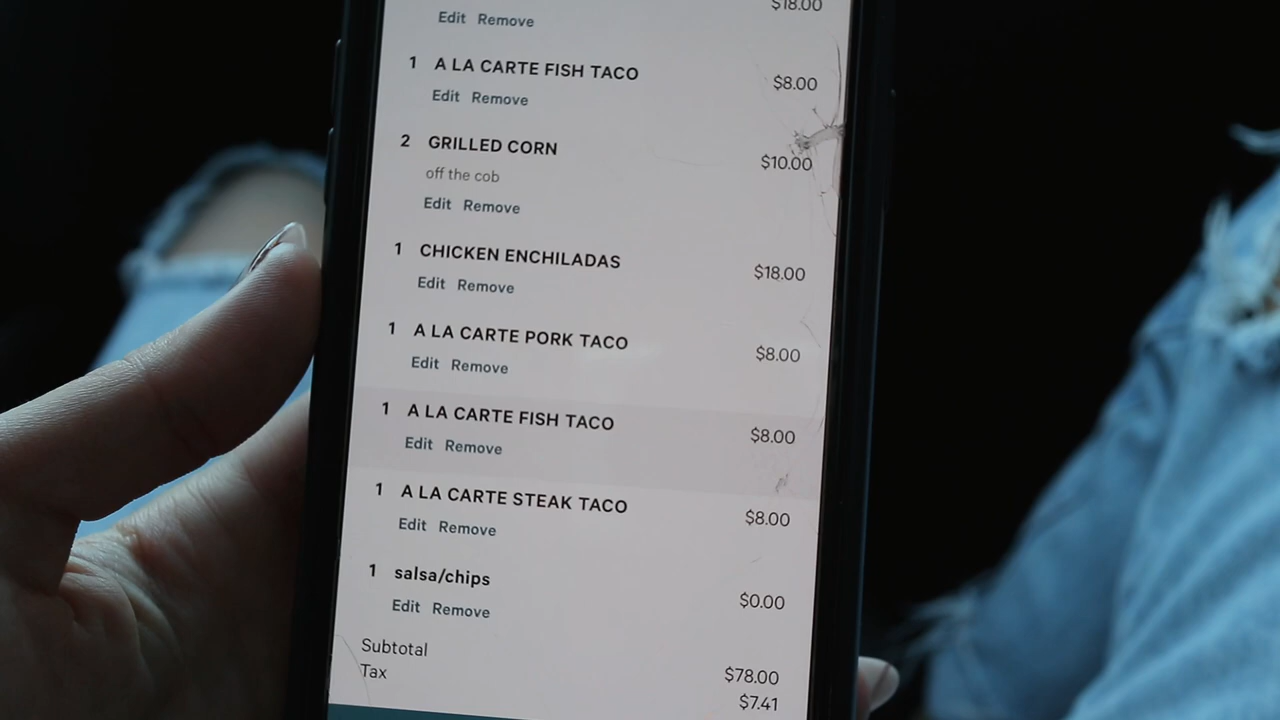 $18.00
Edit Remove
1 A LA CARTE FISH TACO $8.00
Edit Remove
2 GRILLED CORN $10.00
off the cob
Edit Remove
1 CHICKEN ENCHILADAS $18.00
Edit Remove
1 A LA CARTE PORK TACO $8.00
Edit Remove
1 A LA CARTE FISH TACO $8.00
Edit Remove
1 A LA CARTE STEAK TACO $8.00
Edit Remove
1 salsa/chips $0.00
Edit Remove
Subtotal $78.00
Tax $7.41